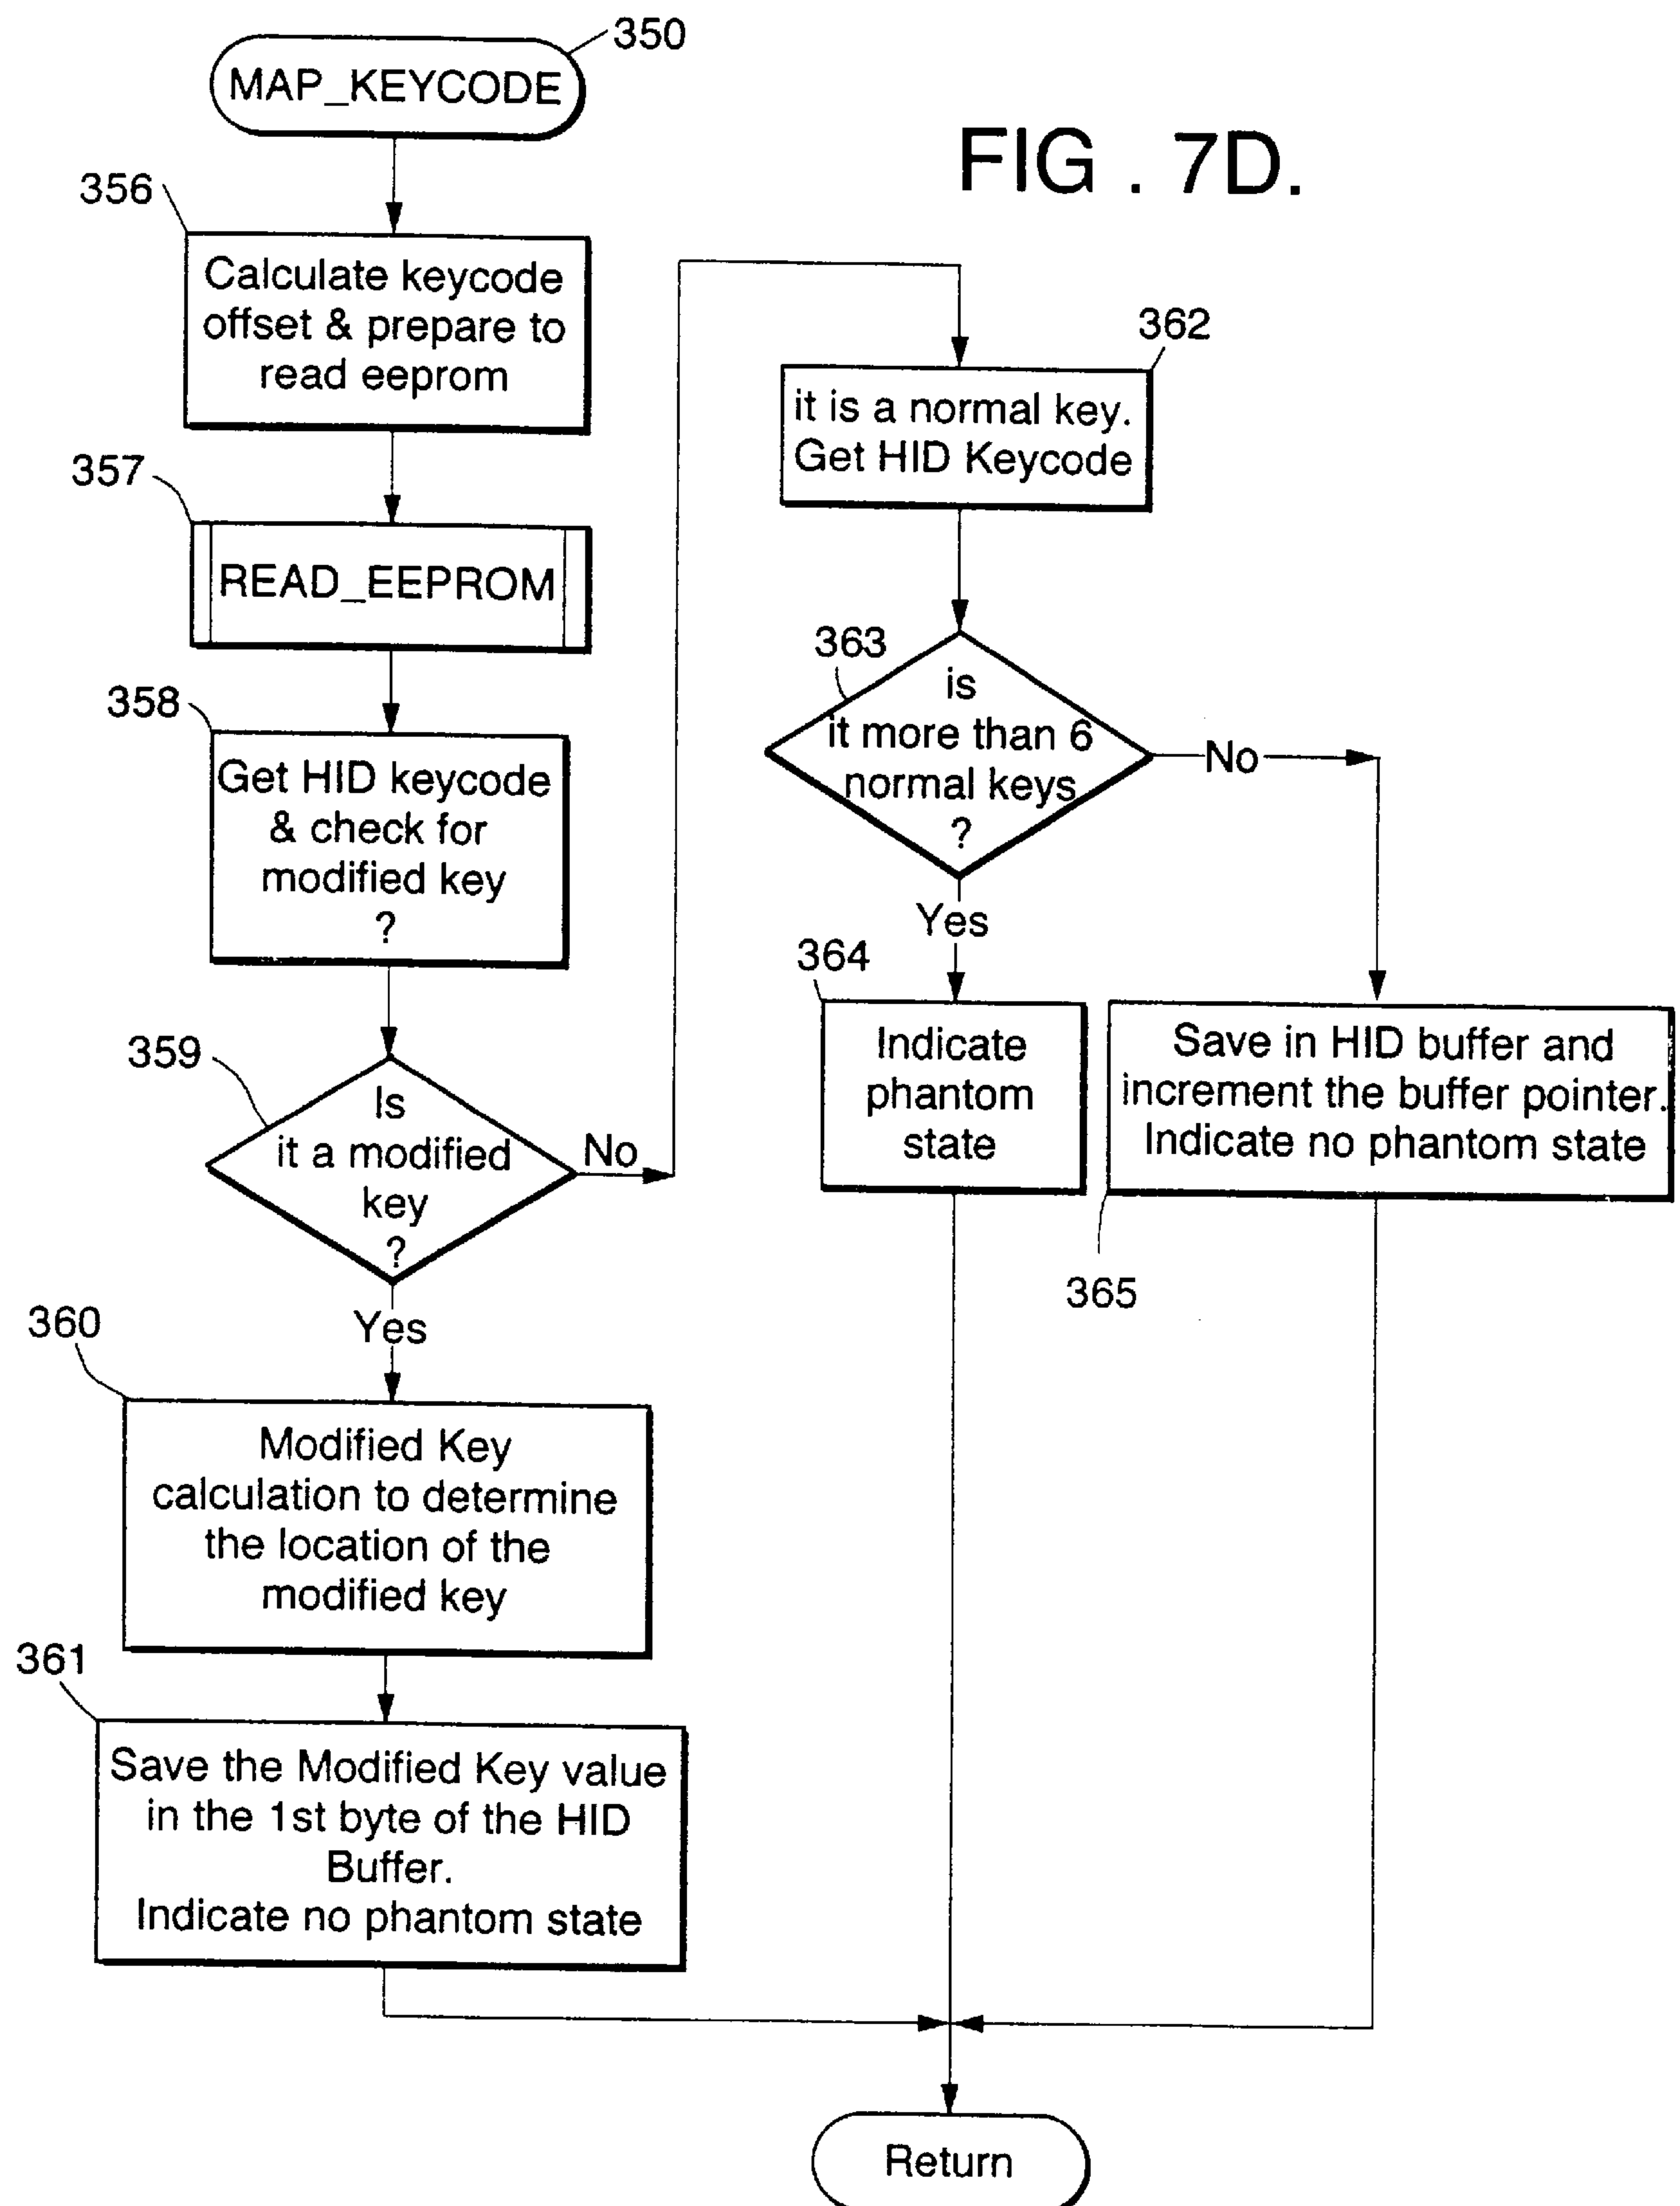 350
MAP_KEYCODE
FIG . 7D.
356
Calculate keycode
offset & prepare to
read eeprom
357
READ_EEPROM
358
Get HID keycode
& check for
modified key
?
359
Is
it a modified
key
?
No
Yes
360
Modified Key
calculation to determine
the location of the
modified key
361
Save the Modified Key value
in the 1st byte of the HID
Buffer.
Indicate no phantom state
362
it is a normal key.
Get HID Keycode
363
is
it more than 6
normal keys
?
No
Yes
364
Indicate
phantom
state
Save in HID buffer and
increment the buffer pointer.
Indicate no phantom state
365
Return